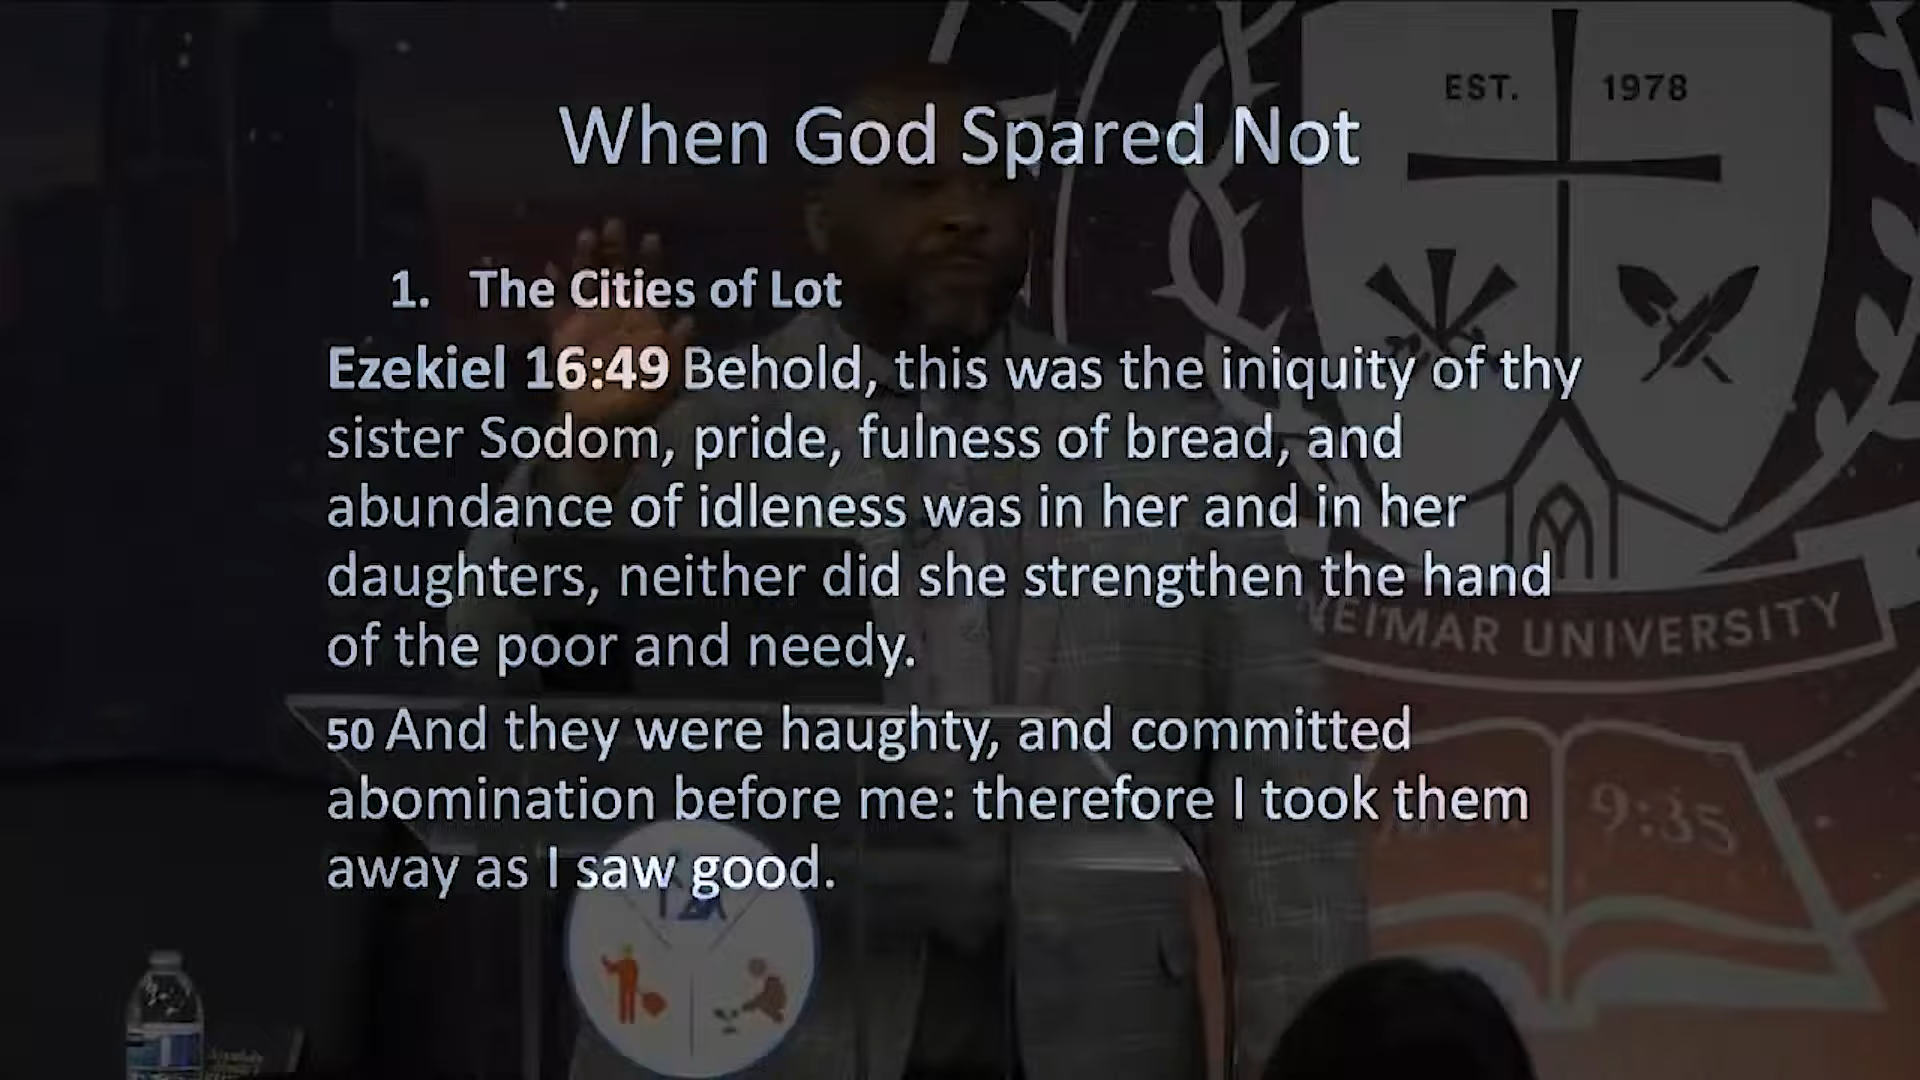 EST. 1978
When God Spared Not
1. The Cities of Lot
Ezekiel 16:49 Behold, this was the iniquity of thy
sister Sodom, pride, fulness of bread, and
abundance of idleness was in her and in her
daughters, neither did she strengthen the hand
of the poor and needy.
WEIMAR UNIVERSITY
50 And they were haughty, and committed
abomination before me: therefore I took them
away as I saw good.
9:35